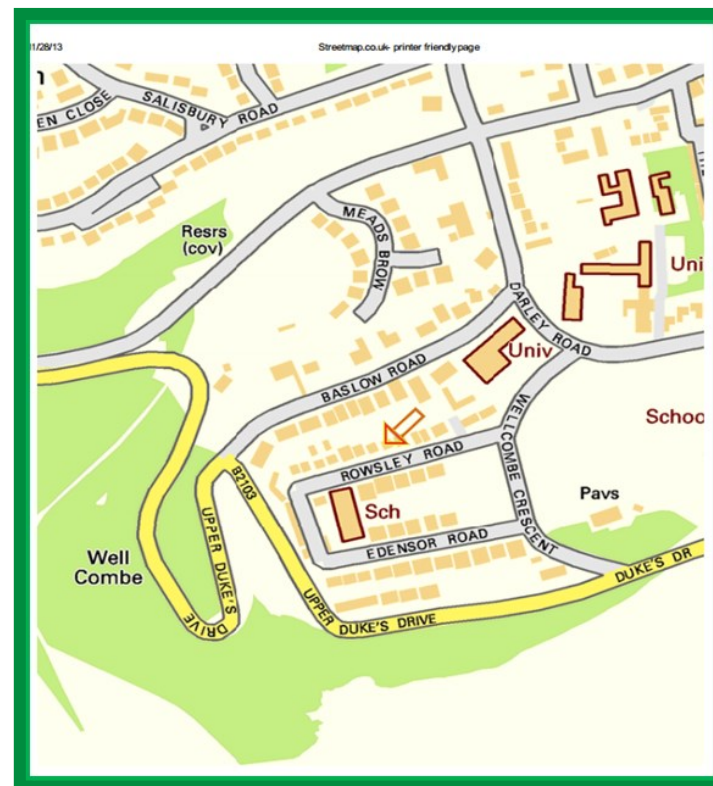 01/28/13
Streetmap.co.uk- printer friendly page
EN CLOSE
SALISBURY ROAD
Resrs
(cov)
MEADS BROW
Uni
DARLEY ROAD
Univ
BASLOW ROAD
WELLCOMBE CRESCENT
Schoo
ROWSLEY ROAD
B2103
Sch
Pavs
EDENSOR ROAD
UPPER DUKE'S DRIVE
Well
Combe
UPPER DUKE'S DRIVE
DUKE'S DR